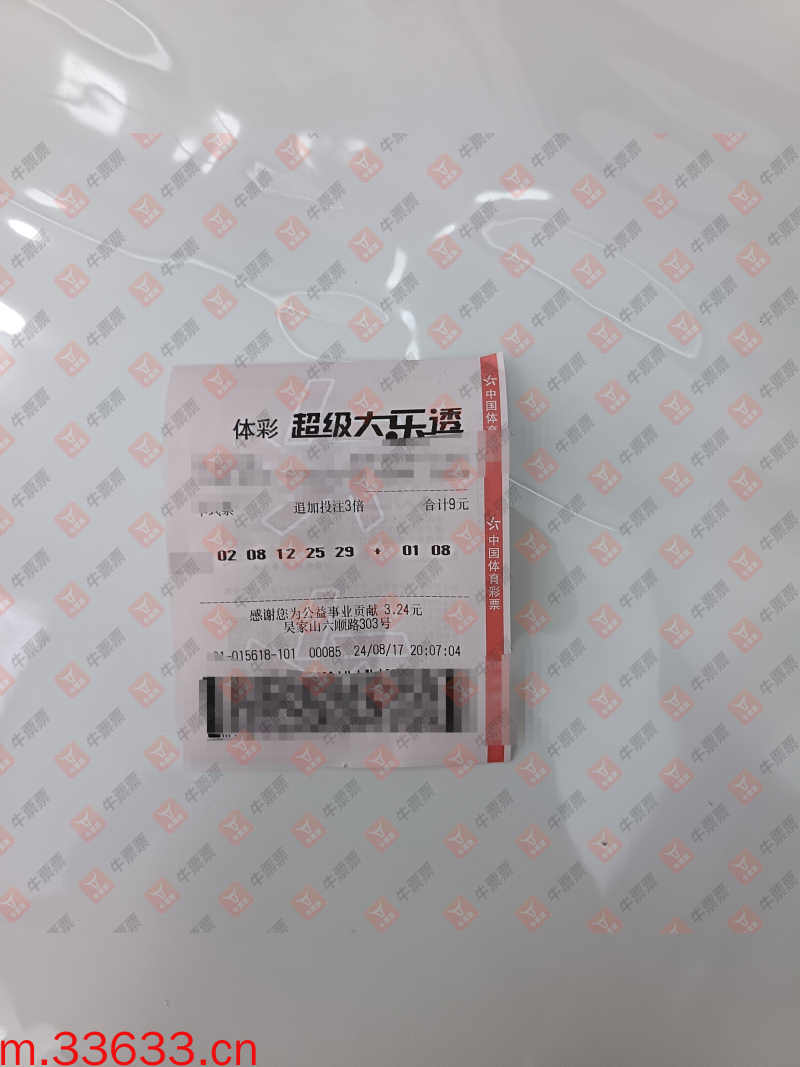 体彩 超级大乐透
追加投注3倍 合计9元
02 08 12 25 29 + 01 08
感谢您为公益事业贡献 3.24元
吴家山六顺路303号
-015618-101 00085 24/08/17 20:07:04
中国体育
中国体育彩票
牛票票
m.33633.cn